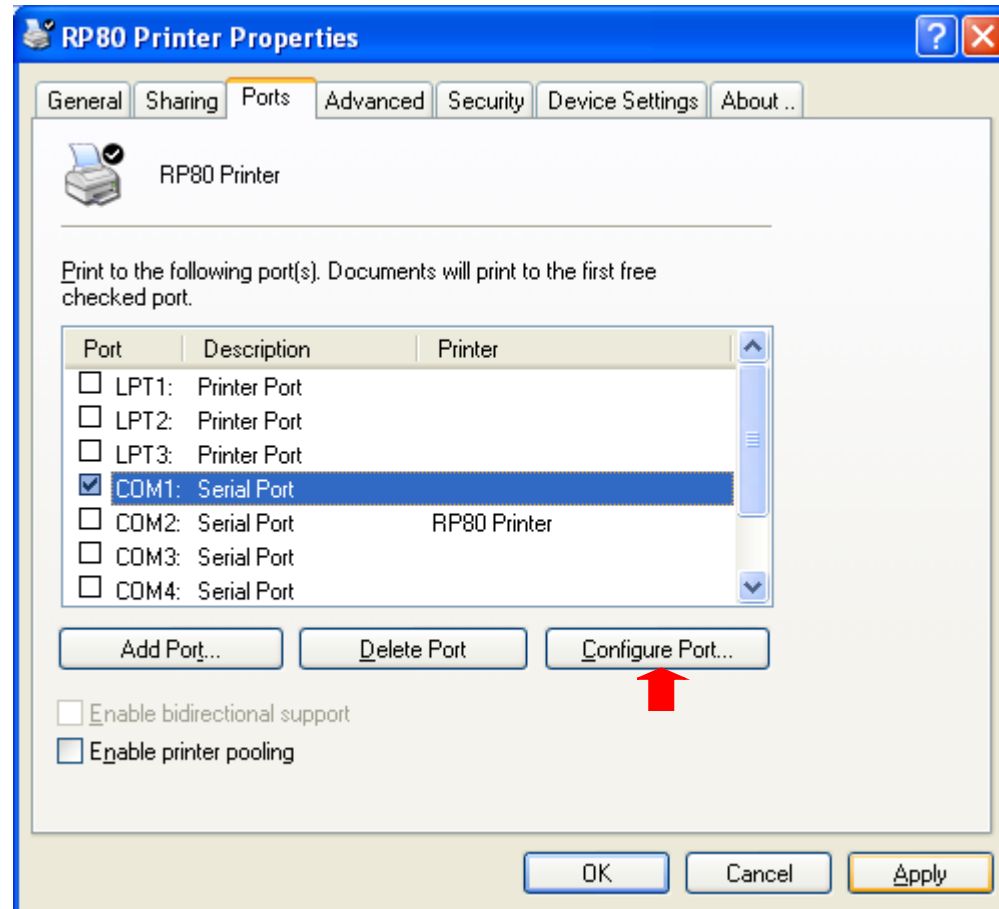 RP80 Printer Properties
General Sharing Ports Advanced Security Device Settings About ..
RP80 Printer
Print to the following port(s). Documents will print to the first free
checked port.
Port Description Printer
LPT1: Printer Port
LPT2: Printer Port
LPT3: Printer Port
COM1: Serial Port
COM2: Serial Port RP80 Printer
COM3: Serial Port
COM4: Serial Port
Add Port... Delete Port Configure Port...
Enable bidirectional support
Enable printer pooling
OK Cancel Apply